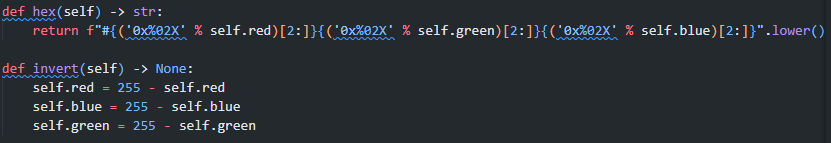 def hex(self) -> str:
    return f"#{('0x%02X' % self.red)[2:]}{('0x%02X' % self.green)[2:]}{('0x%02X' % self.blue)[2:]}".lower()
def invert(self) -> None:
    self.red = 255 - self.red
    self.blue = 255 - self.blue
    self.green = 255 - self.green